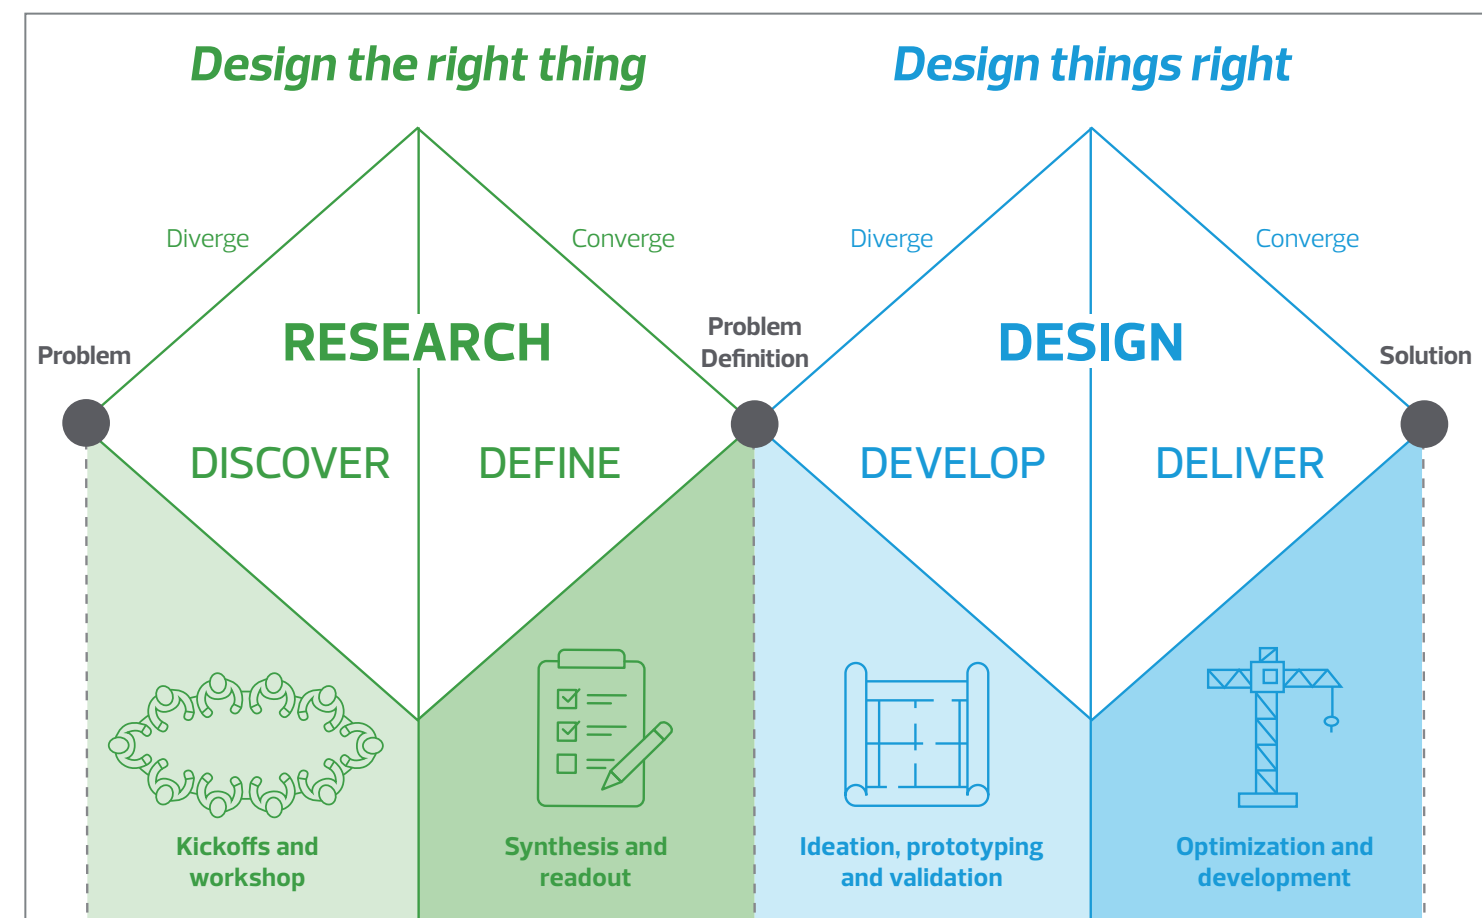 Design the right thing
Design things right
Diverge
Converge
Diverge
Converge
Problem
RESEARCH
Problem
Definition
DESIGN
Solution
DISCOVER
DEFINE
DEVELOP
DELIVER
Kickoffs and
workshop
Synthesis and
readout
Ideation, prototyping
and validation
Optimization and
development